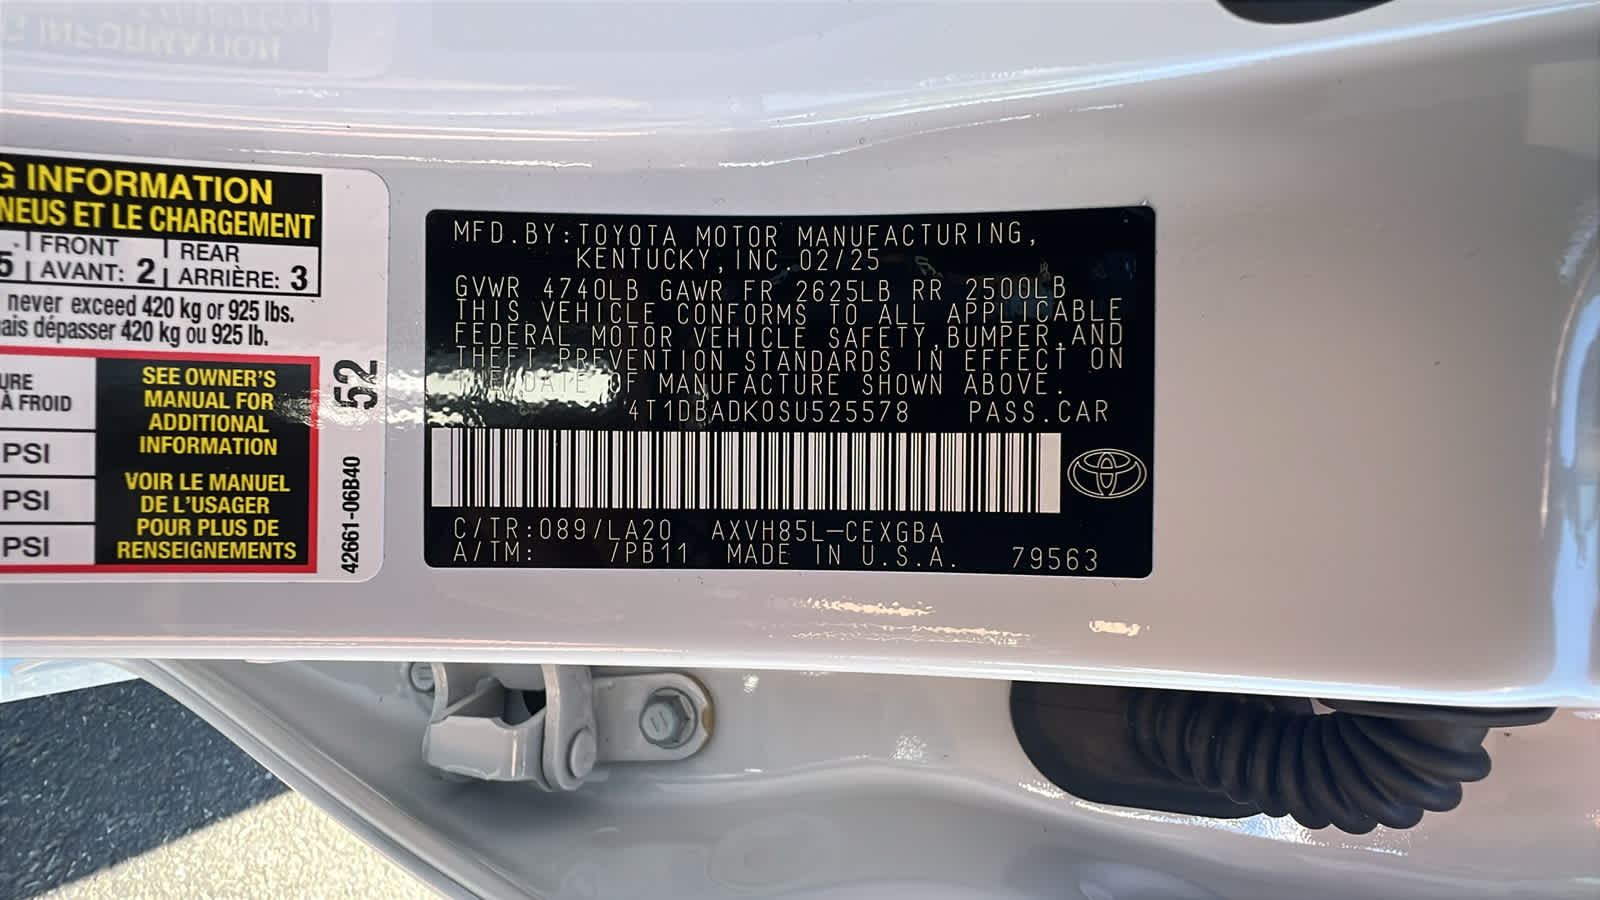 G INFORMATION
NEUS ET LE CHARGEMENT
5 | FRONT AVANT: 2 | REAR ARRIÈRE: 3
never exceed 420 kg or 925 lbs.
ais dépasser 420 kg ou 925 lb.
URE
À FROID
PSI
PSI
PSI
SEE OWNER'S
MANUAL FOR
ADDITIONAL
INFORMATION
VOIR LE MANUEL
DE L'USAGER
POUR PLUS DE
RENSEIGNEMENTS
52
42661-06B40
MFD.BY:TOYOTA MOTOR MANUFACTURING,
KENTUCKY,INC.02/25
GVWR 4740LB GAWR FR 2625LB RR 2500LB
THIS VEHICLE CONFORMS TO ALL APPLICABLE
FEDERAL MOTOR VEHICLE SAFETY,BUMPER,AND
THEFT PREVENTION STANDARDS IN EFFECT ON
THE DATE OF MANUFACTURE SHOWN ABOVE.
4T1DBADK0SU525578 PASS.CAR
C/TR:089/LA20 AXVH85L-CEXGBA
A/TM: /PB11 MADE IN U.S.A. 79563